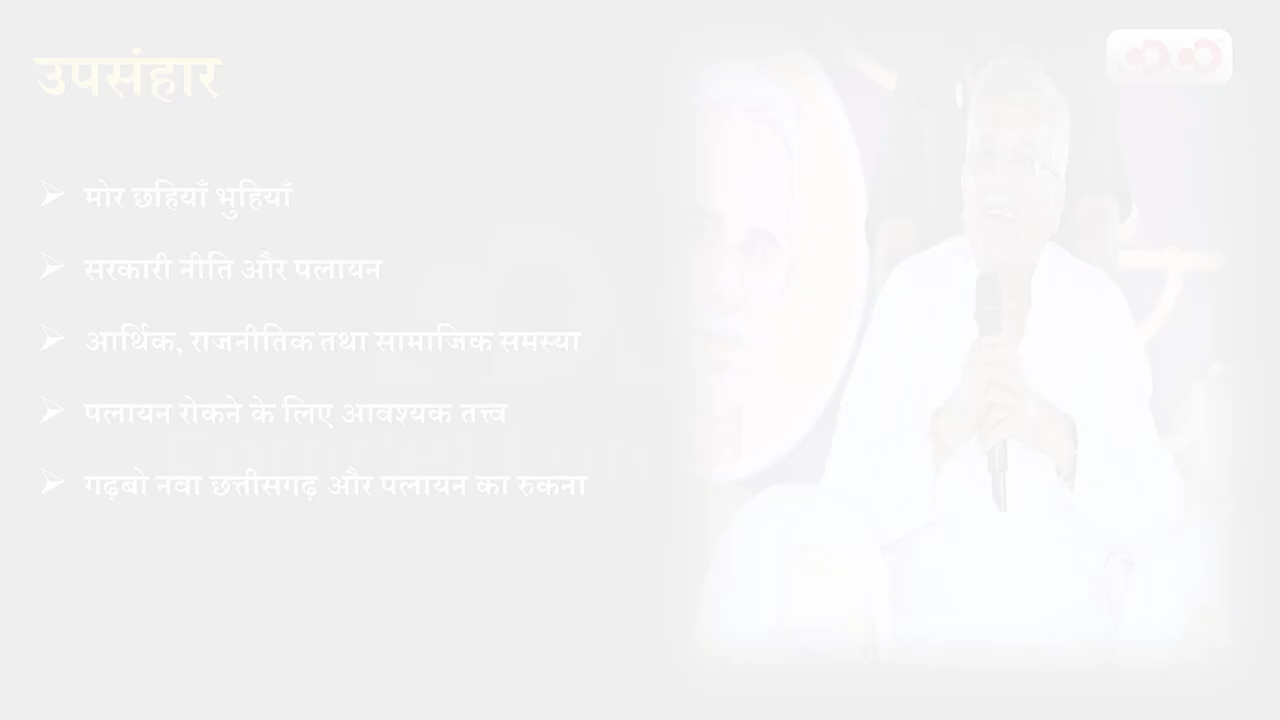 उपसंहार
मोर छहियाँ भुहियाँ
सरकारी नीति और पलायन
आर्थिक, राजनीतिक तथा सामाजिक समस्या
पलायन रोकने के लिए आवश्यक तत्त्व
गढ़बो नवा छत्तीसगढ़ और पलायन का रुकना